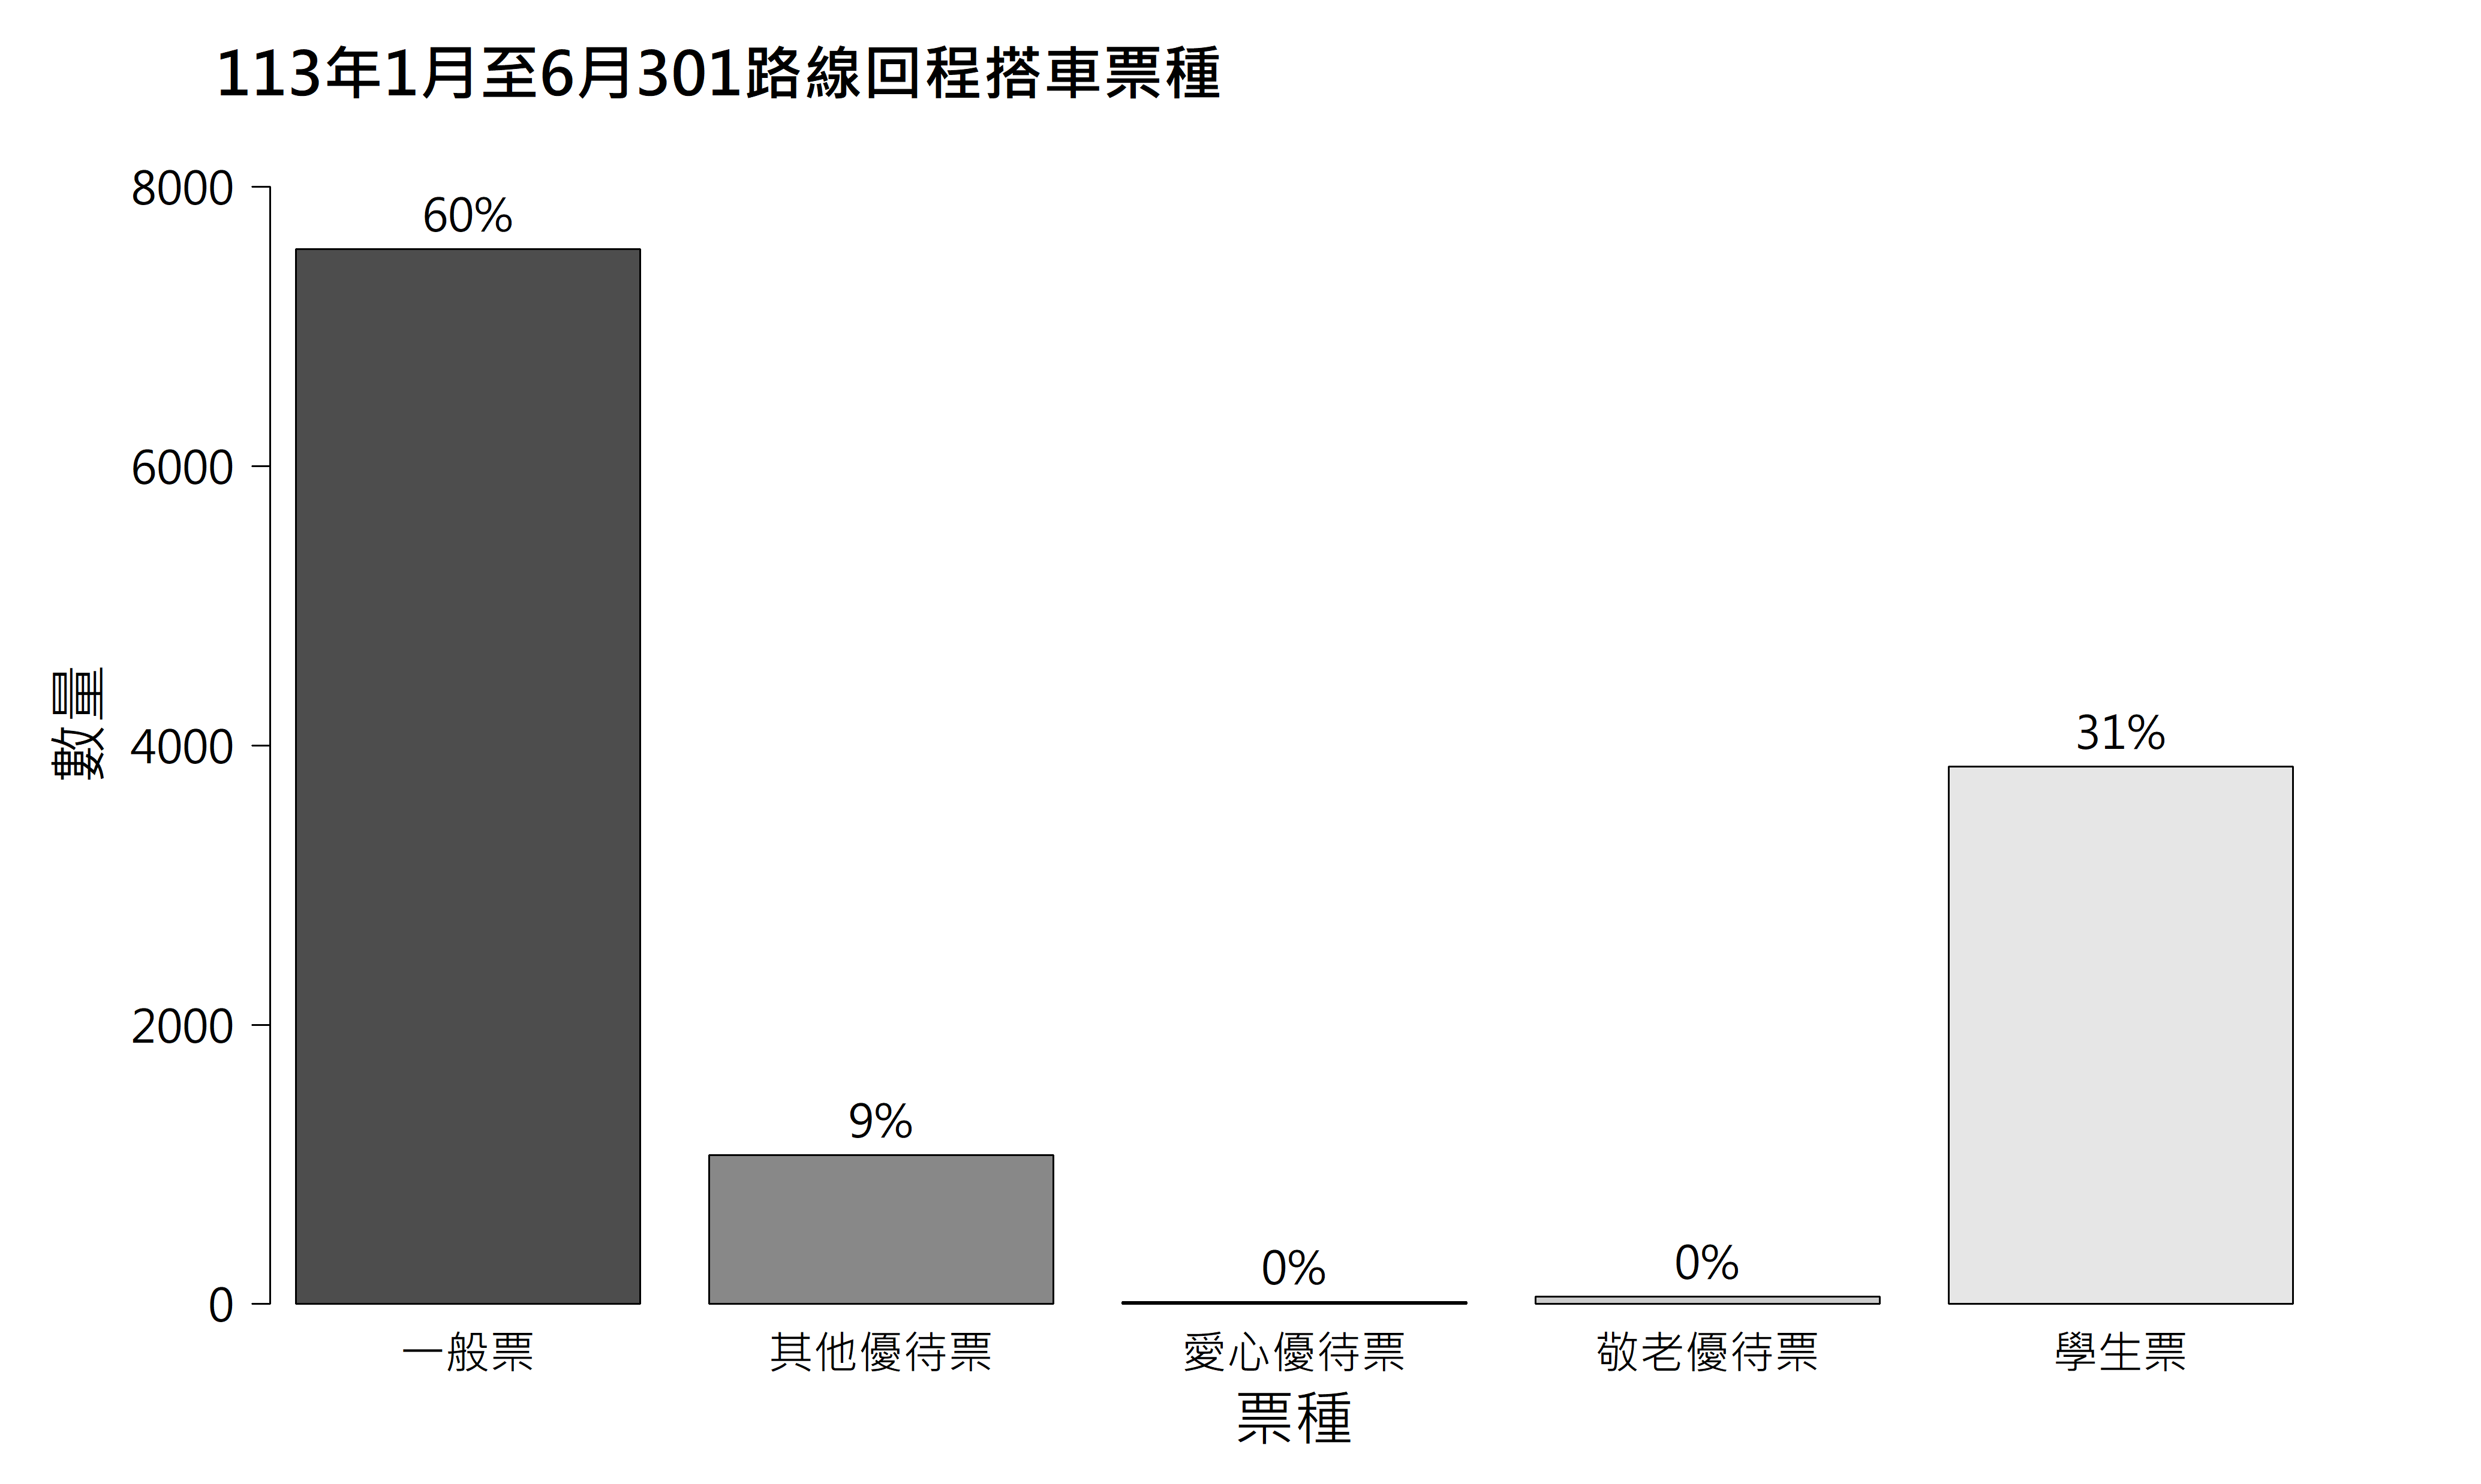 113年1月至6月301路線回程搭車票種
8000
6000
4000
2000
0
數量
60%
9%
0%
0%
31%
一般票
其他優待票
愛心優待票
敬老優待票
學生票
票種